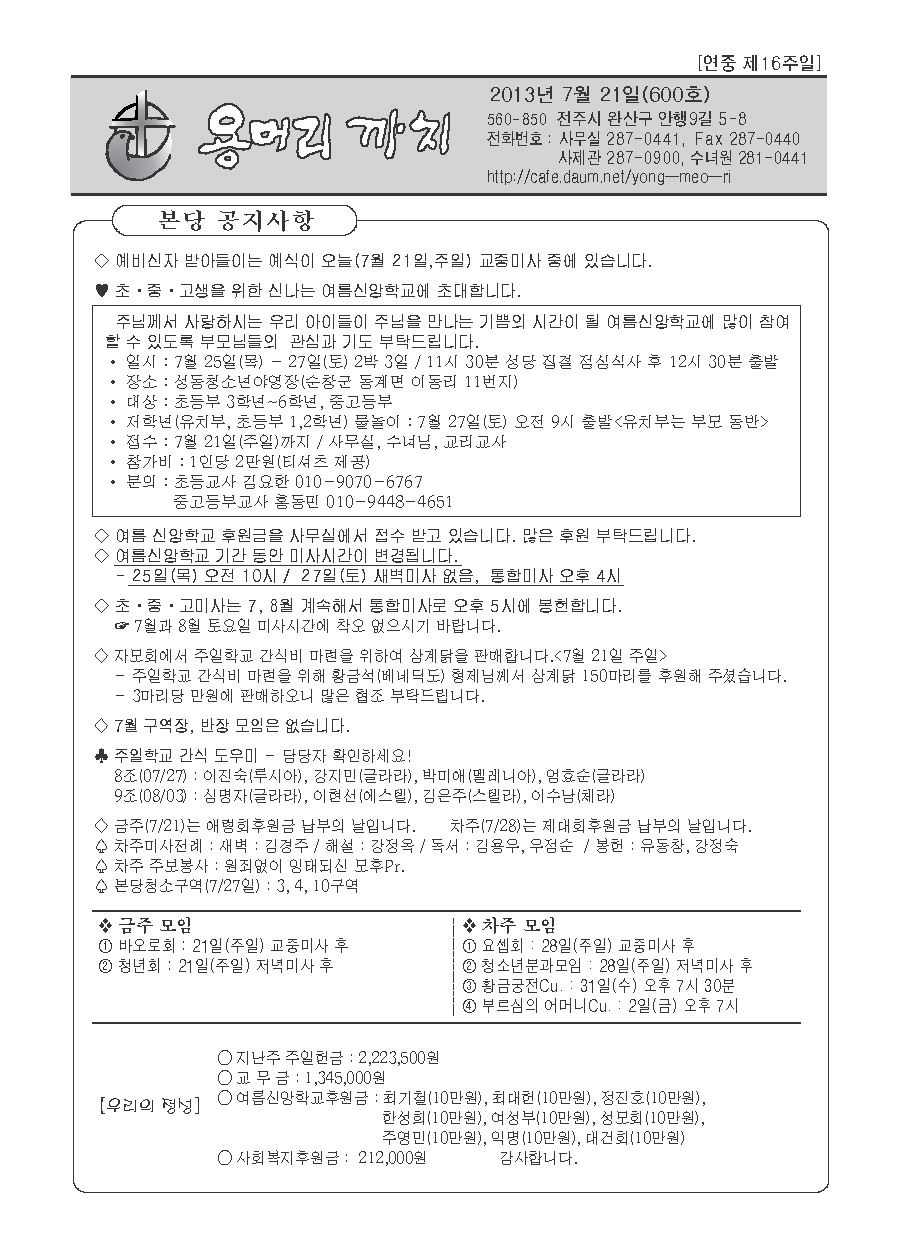 [연중 제16주일]
용머리 까치
2013년 7월 21일(600호)
560-850 전주시 완산구 안행9길 5-8
전화번호 : 사무실 287-0441, Fax 287-0440
사제관 287-0900, 수녀원 281-0441
http://cafe.daum.net/yong-meo-ri
본당 공지사항
◇ 예비신자 받아들이는 예식이 오늘(7월 21일,주일) 교중미사 중에 있습니다.
♥ 초·중·고생을 위한 신나는 여름신앙학교에 초대합니다.
주님께서 사랑하시는 우리 아이들이 주님을 만나는 기쁨의 시간이 될 여름신앙학교에 많이 참여
할 수 있도록 부모님들의 관심과 기도 부탁드립니다.
• 일시 : 7월 25일(목) - 27일(토) 2박 3일 / 11시 30분 성당 집결 점심식사 후 12시 30분 출발
• 장소 : 성동청소년야영장(순창군 동계면 이동리 11번지)
• 대상 : 초등부 3학년~6학년, 중고등부
• 저학년(유치부, 초등부 1,2학년) 물놀이 : 7월 27일(토) 오전 9시 출발<유치부는 부모 동반>
• 접수 : 7월 21일(주일)까지 / 사무실, 수녀님, 교리교사
• 참가비 : 1인당 2만원(티셔츠 제공)
• 문의 : 초등교사 김요한 010-9070-6767
중고등부교사 홍동민 010-9448-4651
◇ 여름 신앙학교 후원금을 사무실에서 접수 받고 있습니다. 많은 후원 부탁드립니다.
◇ 여름신앙학교 기간 동안 미사시간이 변경됩니다.
- 25일(목) 오전 10시 / 27일(토) 새벽미사 없음, 통합미사 오후 4시
◇ 초·중·고미사는 7, 8월 계속해서 통합미사로 오후 5시에 봉헌합니다.
☞ 7월과 8월 토요일 미사시간에 착오 없으시기 바랍니다.
◇ 자모회에서 주일학교 간식비 마련을 위하여 삼계닭을 판매합니다.<7월 21일 주일>
- 주일학교 간식비 마련을 위해 황금석(베네딕도) 형제님께서 삼계닭 150마리를 후원해 주셨습니다.
- 3마리당 만원에 판매하오니 많은 협조 부탁드립니다.
◇ 7월 구역장, 반장 모임은 없습니다.
♣ 주일학교 간식 도우미 - 담당자 확인하세요!
8조(07/27) : 이진숙(루시아), 강지민(글라라), 박미애(멜레니아), 엄효순(글라라)
9조(08/03) : 심명자(글라라), 이현선(에스텔), 김은주(스텔라), 이수남(체라)
◇ 금주(7/21)는 애령회후원금 납부의 날입니다. 차주(7/28)는 제대회후원금 납부의 날입니다.
♤ 차주미사전례 : 새벽 : 김경주 / 해설 : 강정옥 / 독서 : 김용우, 우점순 / 봉헌 : 유동창, 강정숙
♤ 차주 주보봉사 : 원죄없이 잉태되신 모후Pr.
♤ 본당청소구역(7/27일) : 3, 4, 10구역
❖ 금주 모임
① 바오로회 : 21일(주일) 교중미사 후
② 청년회 : 21일(주일) 저녁미사 후
❖ 차주 모임
① 요셉회 : 28일(주일) 교중미사 후
② 청소년분과모임 : 28일(주일) 저녁미사 후
③ 황금궁전Cu. : 31일(수) 오후 7시 30분
④ 부르심의 어머니Cu. : 2일(금) 오후 7시
[우리의 정성]
○ 지난주 주일헌금 : 2,223,500원
○ 교 무 금 : 1,345,000원
○ 여름신앙학교후원금 : 최기철(10만원), 최대헌(10만원), 정진호(10만원),
한성희(10만원), 여성부(10만원), 성모회(10만원),
주영민(10만원), 익명(10만원), 대건회(10만원)
○ 사회복지후원금 : 212,000원 감사합니다.